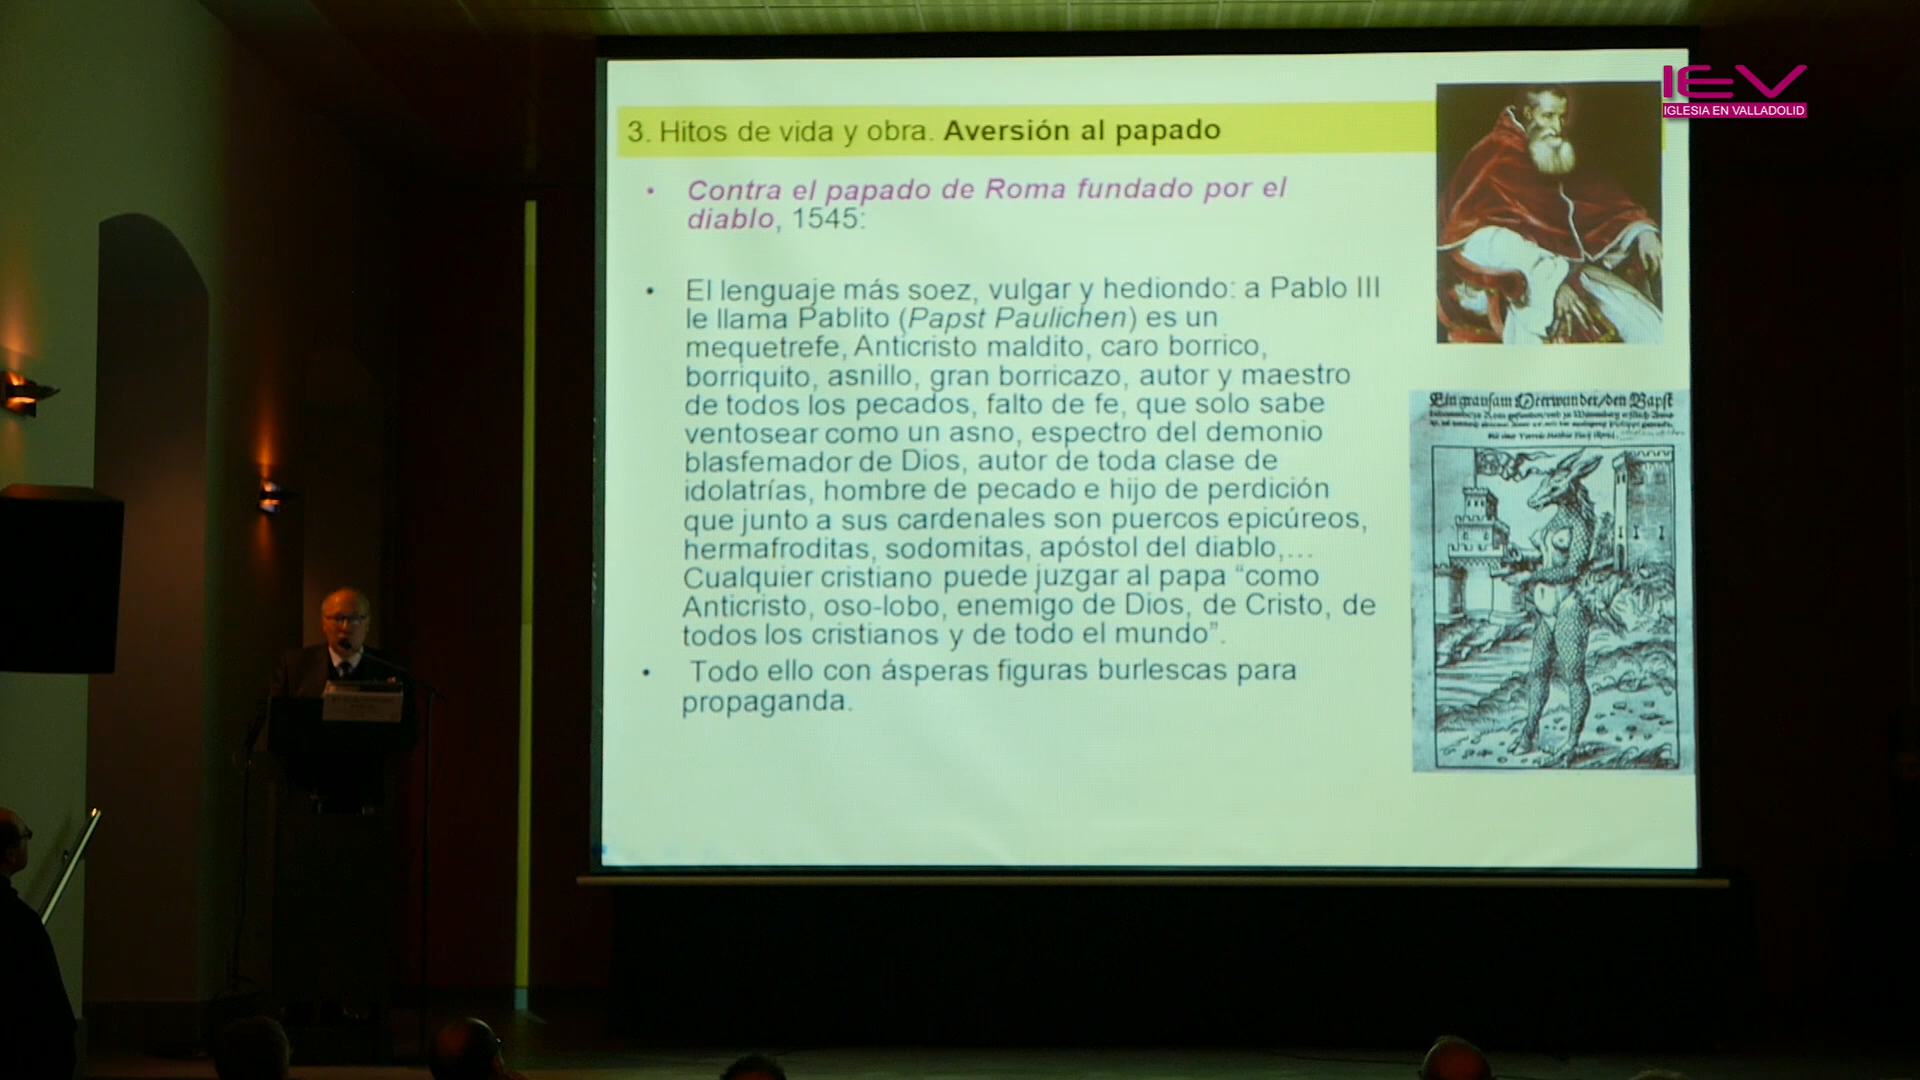 IEV
IGLESIA EN VALLADOLID
3. Hitos de vida y obra. Aversión al papado
• Contra el papado de Roma fundado por el
diablo, 1545:
• El lenguaje más soez, vulgar y hediondo: a Pablo III
le llama Pablito (Papst Paulichen) es un
mequetrefe, Anticristo maldito, caro borrico,
borriquito, asnillo, gran borricazo, autor y maestro
de todos los pecados, falto de fe, que solo sabe
ventosear como un asno, espectro del demonio
blasfemador de Dios, autor de toda clase de
idolatrías, hombre de pecado e hijo de perdición
que junto a sus cardenales son puercos epicúreos,
hermafroditas, sodomitas, apóstol del diablo,...
Cualquier cristiano puede juzgar al papa “como
Anticristo, oso-lobo, enemigo de Dios, de Cristo, de
todos los cristianos y de todo el mundo”.
• Todo ello con ásperas figuras burlescas para
propaganda.